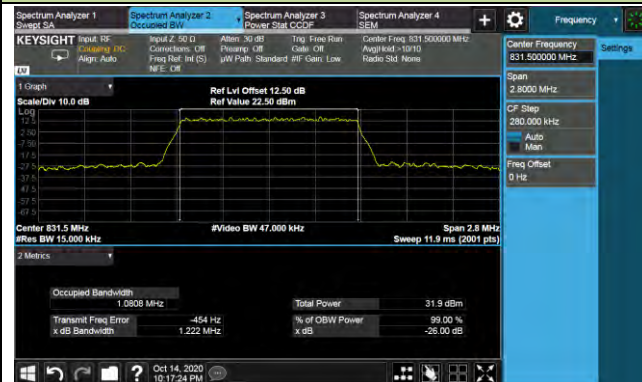 Spectrum Analyzer 1
Swept SA
Spectrum Analyzer 2
Occupied BW
Spectrum Analyzer 3
Power Stat CCDF
Spectrum Analyzer 4
SEM
+
Frequency
KEYSIGHT
LXI
Input: RF
Coupling: DC
Align: Auto
Input Z: 50 Ω
Corrections: Off
Freq Ref: Int (S)
NFE: Off
Atten: 30 dB
Preamp: Off
µW Path: Standard
Trig: Free Run
Gate: Off
#IF Gain: Low
Center Freq: 831.500000 MHz
Avg|Hold:>10/10
Radio Std: None
Center Frequency
831.500000 MHz
Settings
Span
2.8000 MHz
CF Step
280.000 kHz
Auto
Man
Freq Offset
0 Hz
1 Graph
Scale/Div 10.0 dB
Ref Lvl Offset 12.50 dB
Ref Value 22.50 dBm
Log
12.5
2.50
-7.50
-17.5
-27.5
-37.5
-47.5
-57.5
-67.5
Center 831.5 MHz
#Video BW 47.000 kHz
Span 2.8 MHz
#Res BW 15.000 kHz
Sweep 11.9 ms (2001 pts)
2 Metrics
Occupied Bandwidth
1.0808 MHz
Total Power
31.9 dBm
Transmit Freq Error
-454 Hz
% of OBW Power
99.00 %
x dB Bandwidth
1.222 MHz
x dB
-26.00 dB
?
Oct 14, 2020
10:17:24 PM